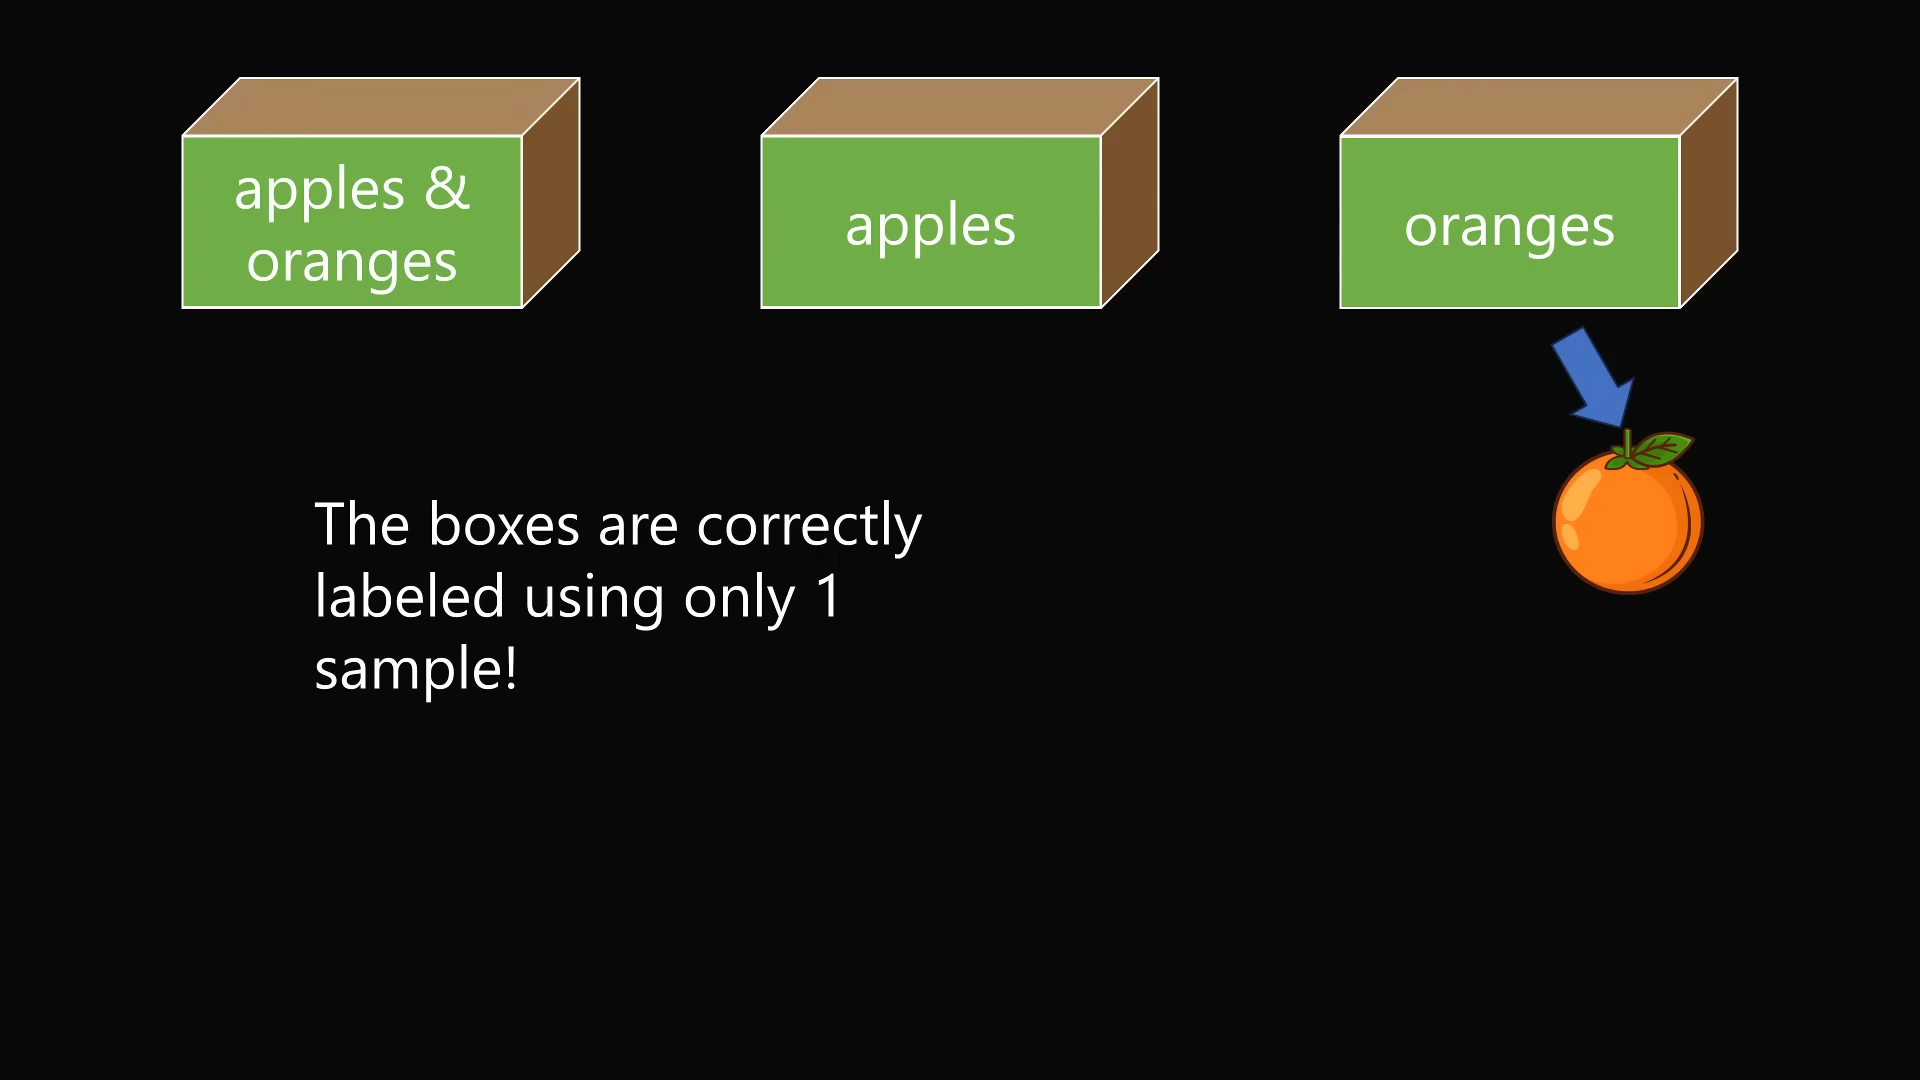 apples &
oranges
apples
oranges
The boxes are correctly
labeled using only 1
sample!